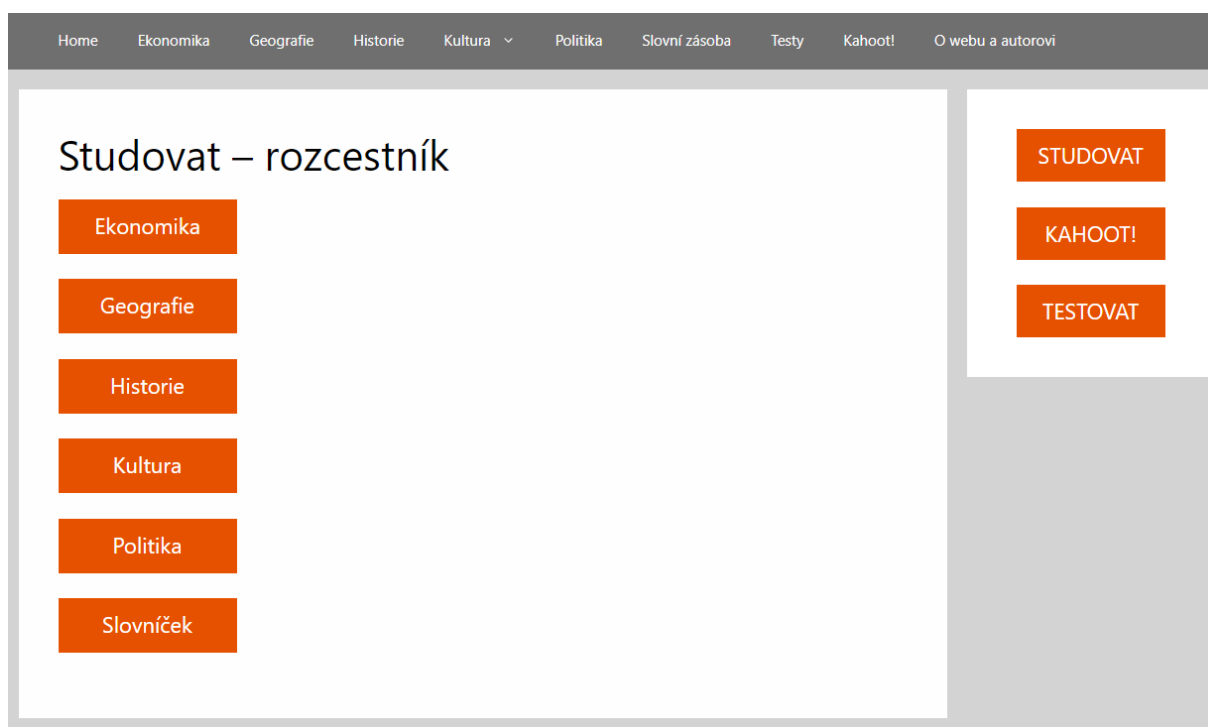 Home Ekonomika Geografie Historie Kultura Politika Slovní zásoba Testy Kahoot! O webu a autorovi
Studovat – rozcestník
Ekonomika
Geografie
Historie
Kultura
Politika
Slovníček
STUDOVAT
KAHOOT!
TESTOVAT